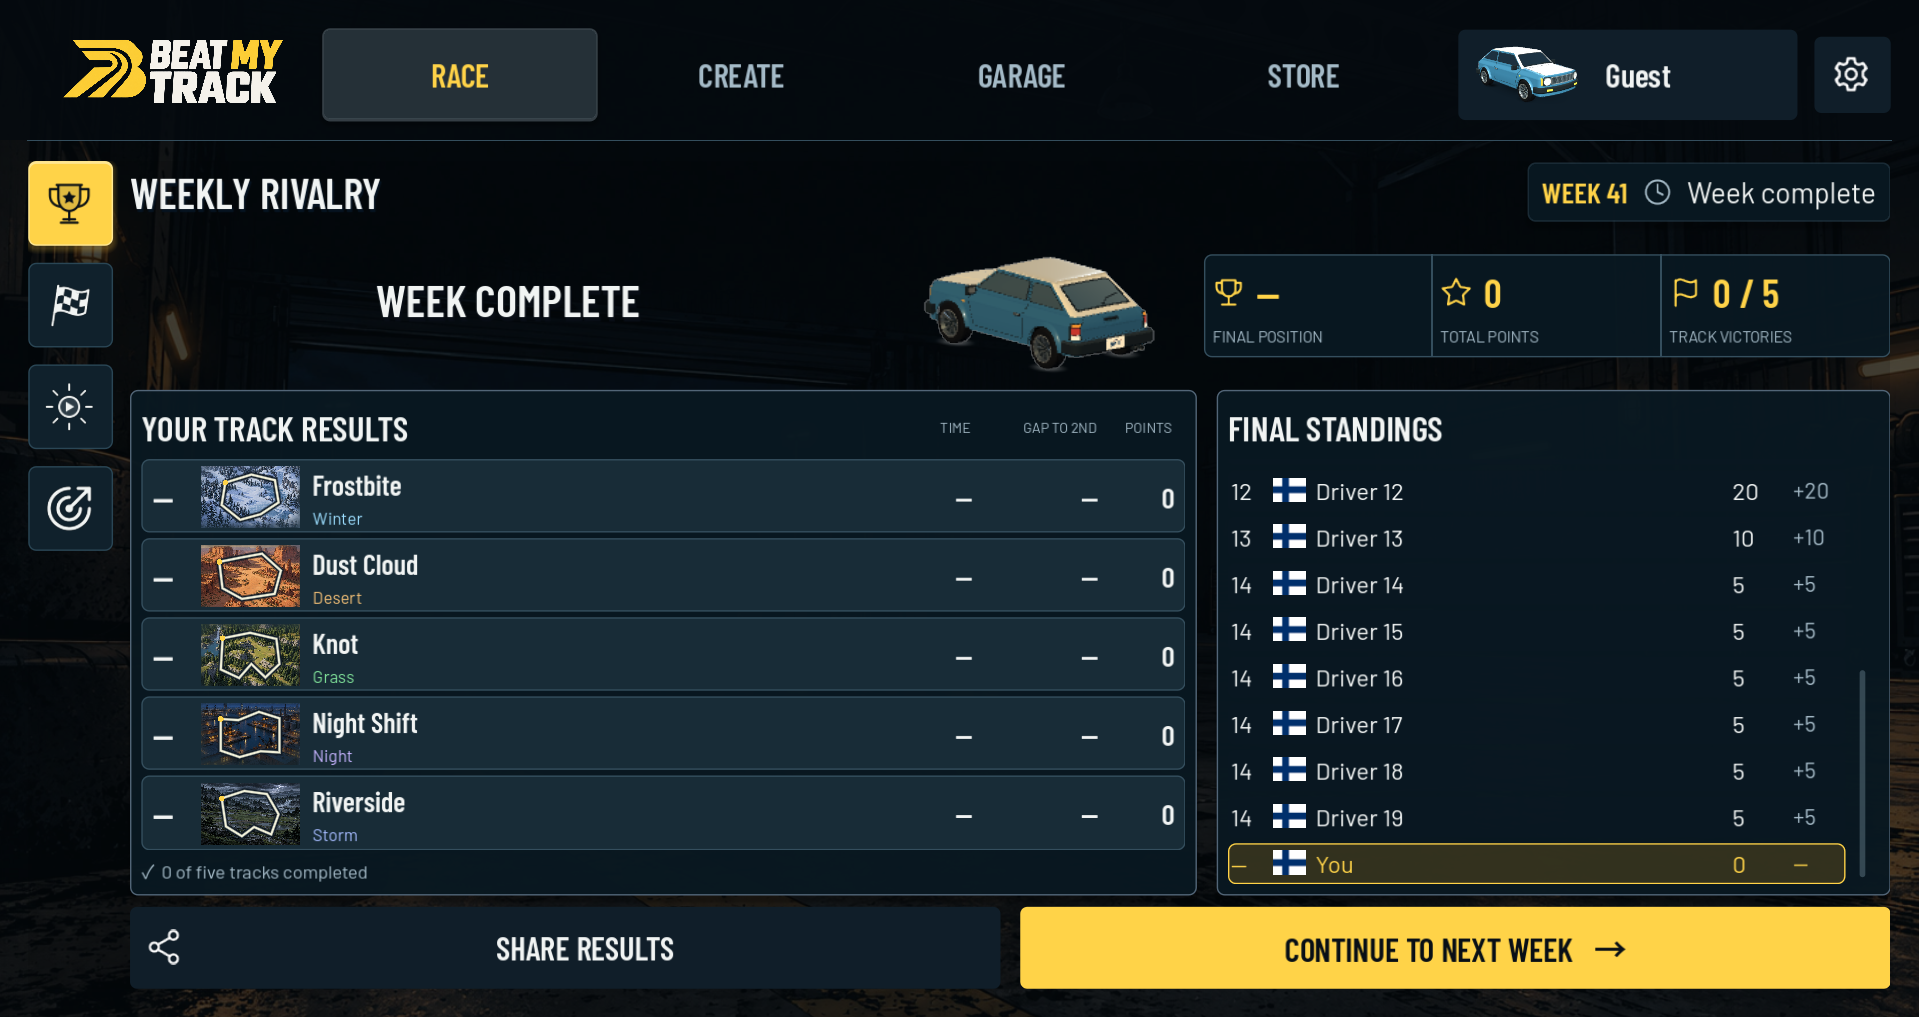 BEAT MY
TRACK
RACE
CREATE
GARAGE
STORE
Guest
WEEKLY RIVALRY
WEEK 41 Week complete
WEEK COMPLETE
–
FINAL POSITION
0
TOTAL POINTS
0 / 5
TRACK VICTORIES
YOUR TRACK RESULTS TIME GAP TO 2ND POINTS
– Frostbite – – 0
Winter
– Dust Cloud – – 0
Desert
– Knot – – 0
Grass
– Night Shift – – 0
Night
– Riverside – – 0
Storm
✓ 0 of five tracks completed
FINAL STANDINGS
12 Driver 12 20 +20
13 Driver 13 10 +10
14 Driver 14 5 +5
14 Driver 15 5 +5
14 Driver 16 5 +5
14 Driver 17 5 +5
14 Driver 18 5 +5
14 Driver 19 5 +5
– You 0 –
SHARE RESULTS
CONTINUE TO NEXT WEEK →